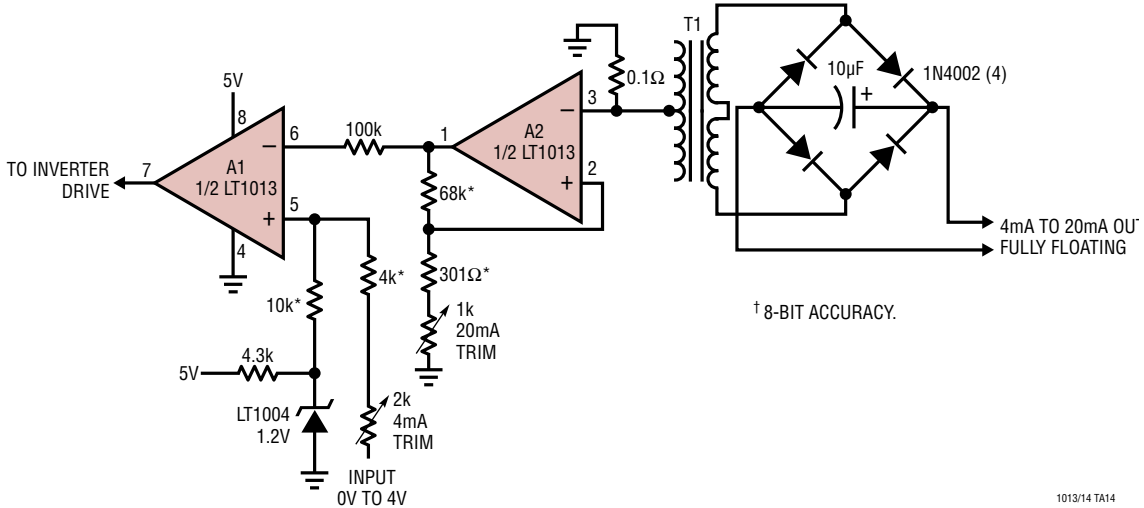 T1
5V
8
6
100k
1
A2
1/2 LT1013
3
2
0.1Ω
10µF
+
1N4002 (4)
TO INVERTER
DRIVE
7
A1
1/2 LT1013
−
+
5
4
−
+
68k*
301Ω*
1k
20mA
TRIM
10k*
4k*
4.3k
5V
LT1004
1.2V
2k
4mA
TRIM
INPUT
0V TO 4V
4mA TO 20mA OUT
FULLY FLOATING
† 8-BIT ACCURACY.
1013/14 TA14